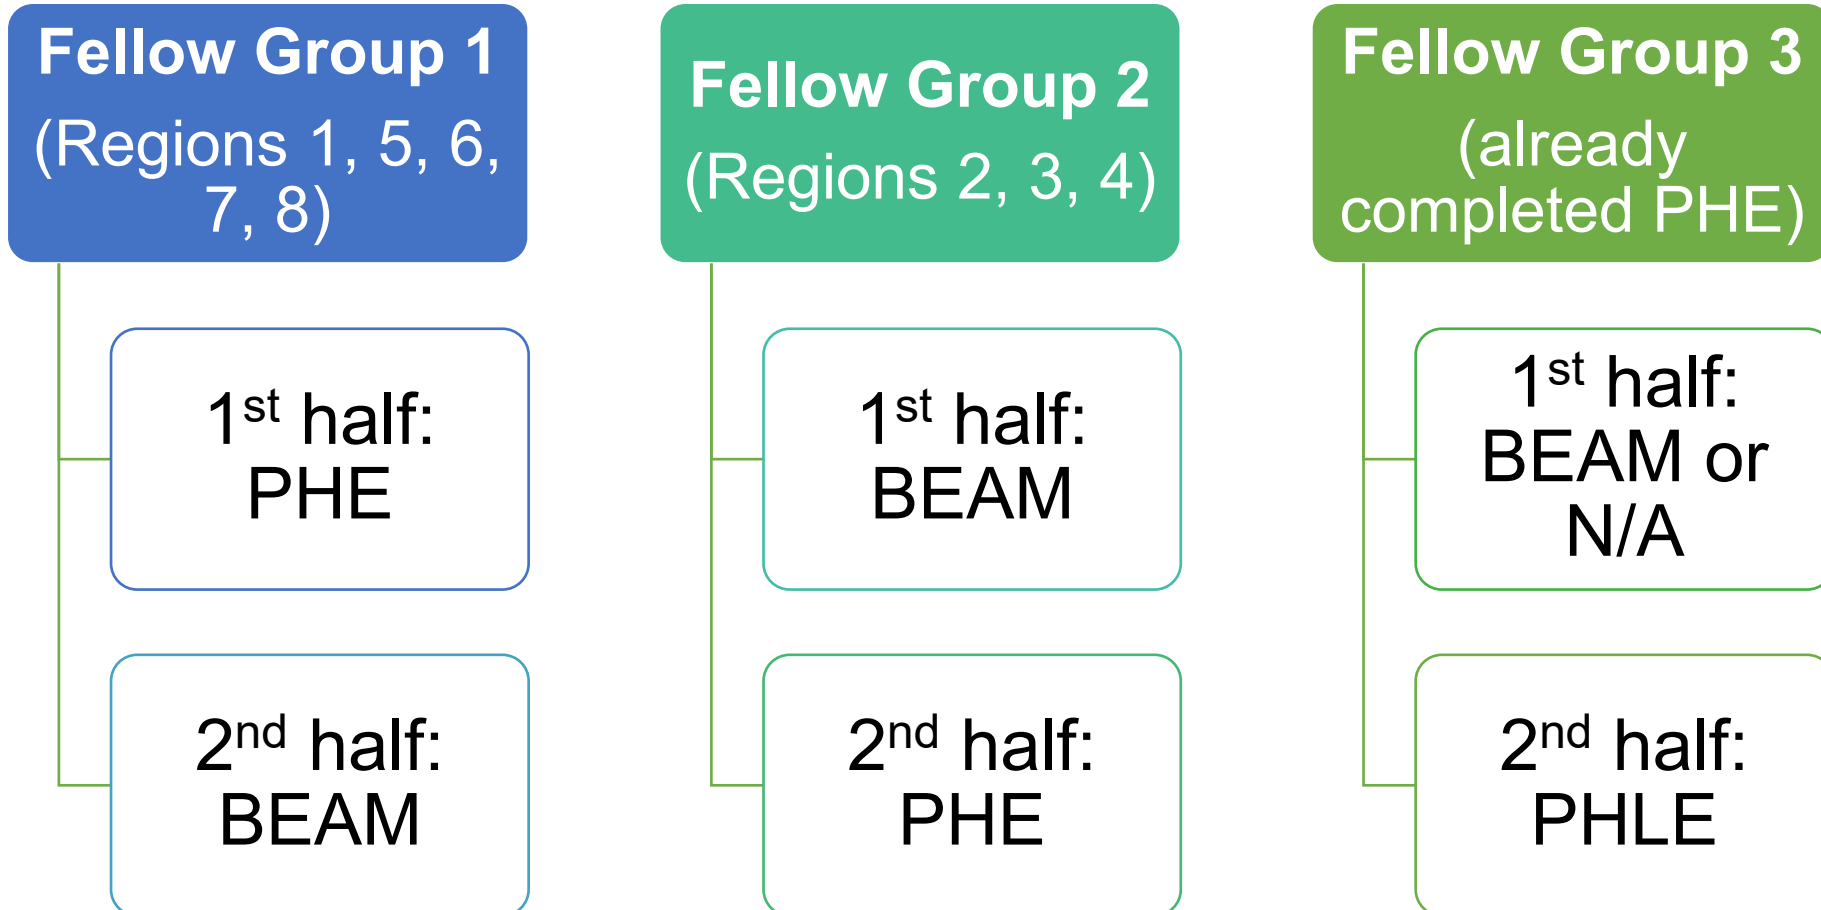 Fellow Group 1
(Regions 1, 5, 6,
7, 8)
1st half:
PHE
2nd half:
BEAM
Fellow Group 2
(Regions 2, 3, 4)
1st half:
BEAM
2nd half:
PHE
Fellow Group 3
(already
completed PHE)
1st half:
BEAM or
N/A
2nd half:
PHLE